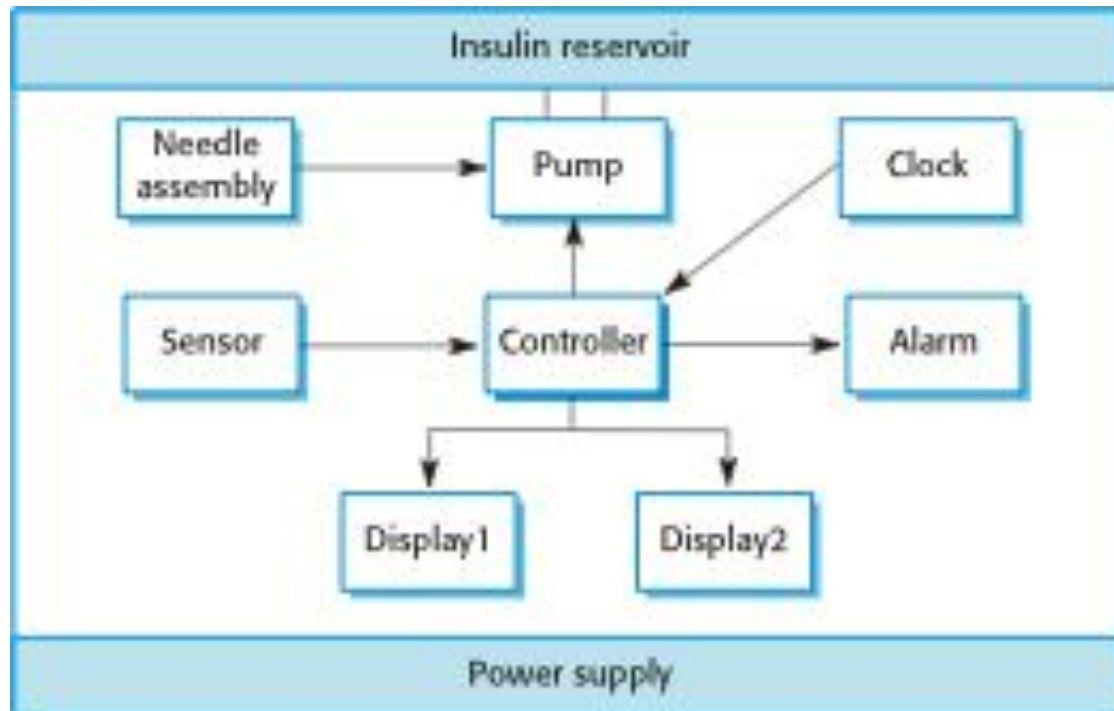 Insulin reservoir
Needle
assembly
Pump
Clock
Sensor
Controller
Alarm
Display1
Display2
Power supply